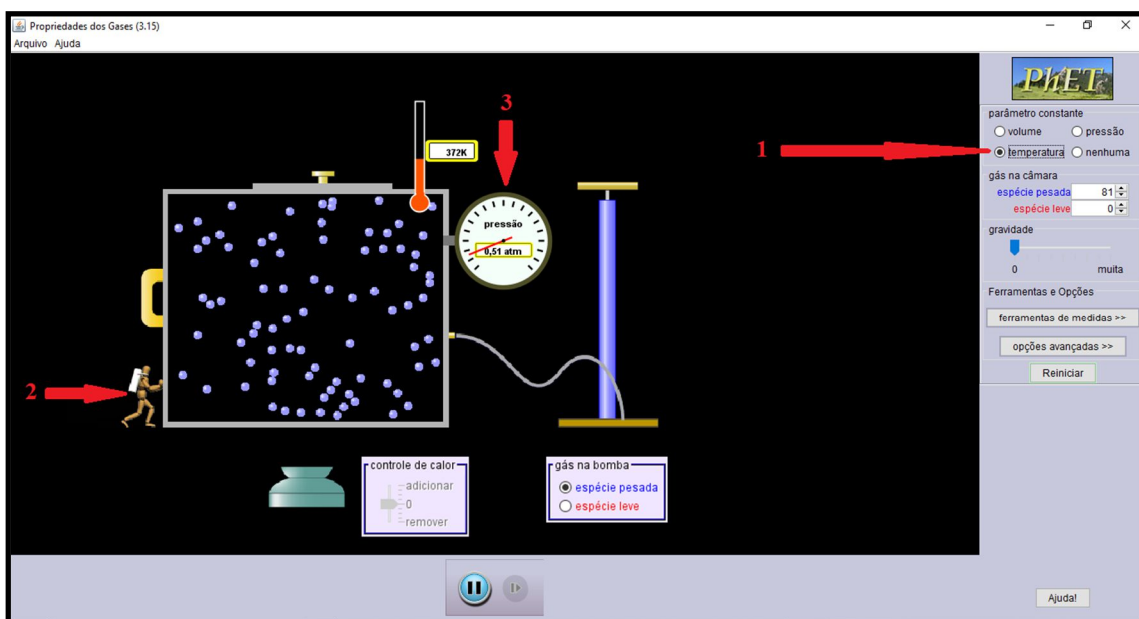 Propriedades dos Gases (3.15)
Arquivo Ajuda
PhET
parâmetro constante
volume pressão
temperatura nenhuma
gás na câmara
espécie pesada 81
espécie leve 0
gravidade
0 muita
Ferramentas e Opções
ferramentas de medidas >>
opções avançadas >>
Reiniciar
1
2
3
372K
pressão
0,51 atm
controle de calor
adicionar
0
remover
gás na bomba
espécie pesada
espécie leve
Ajuda!